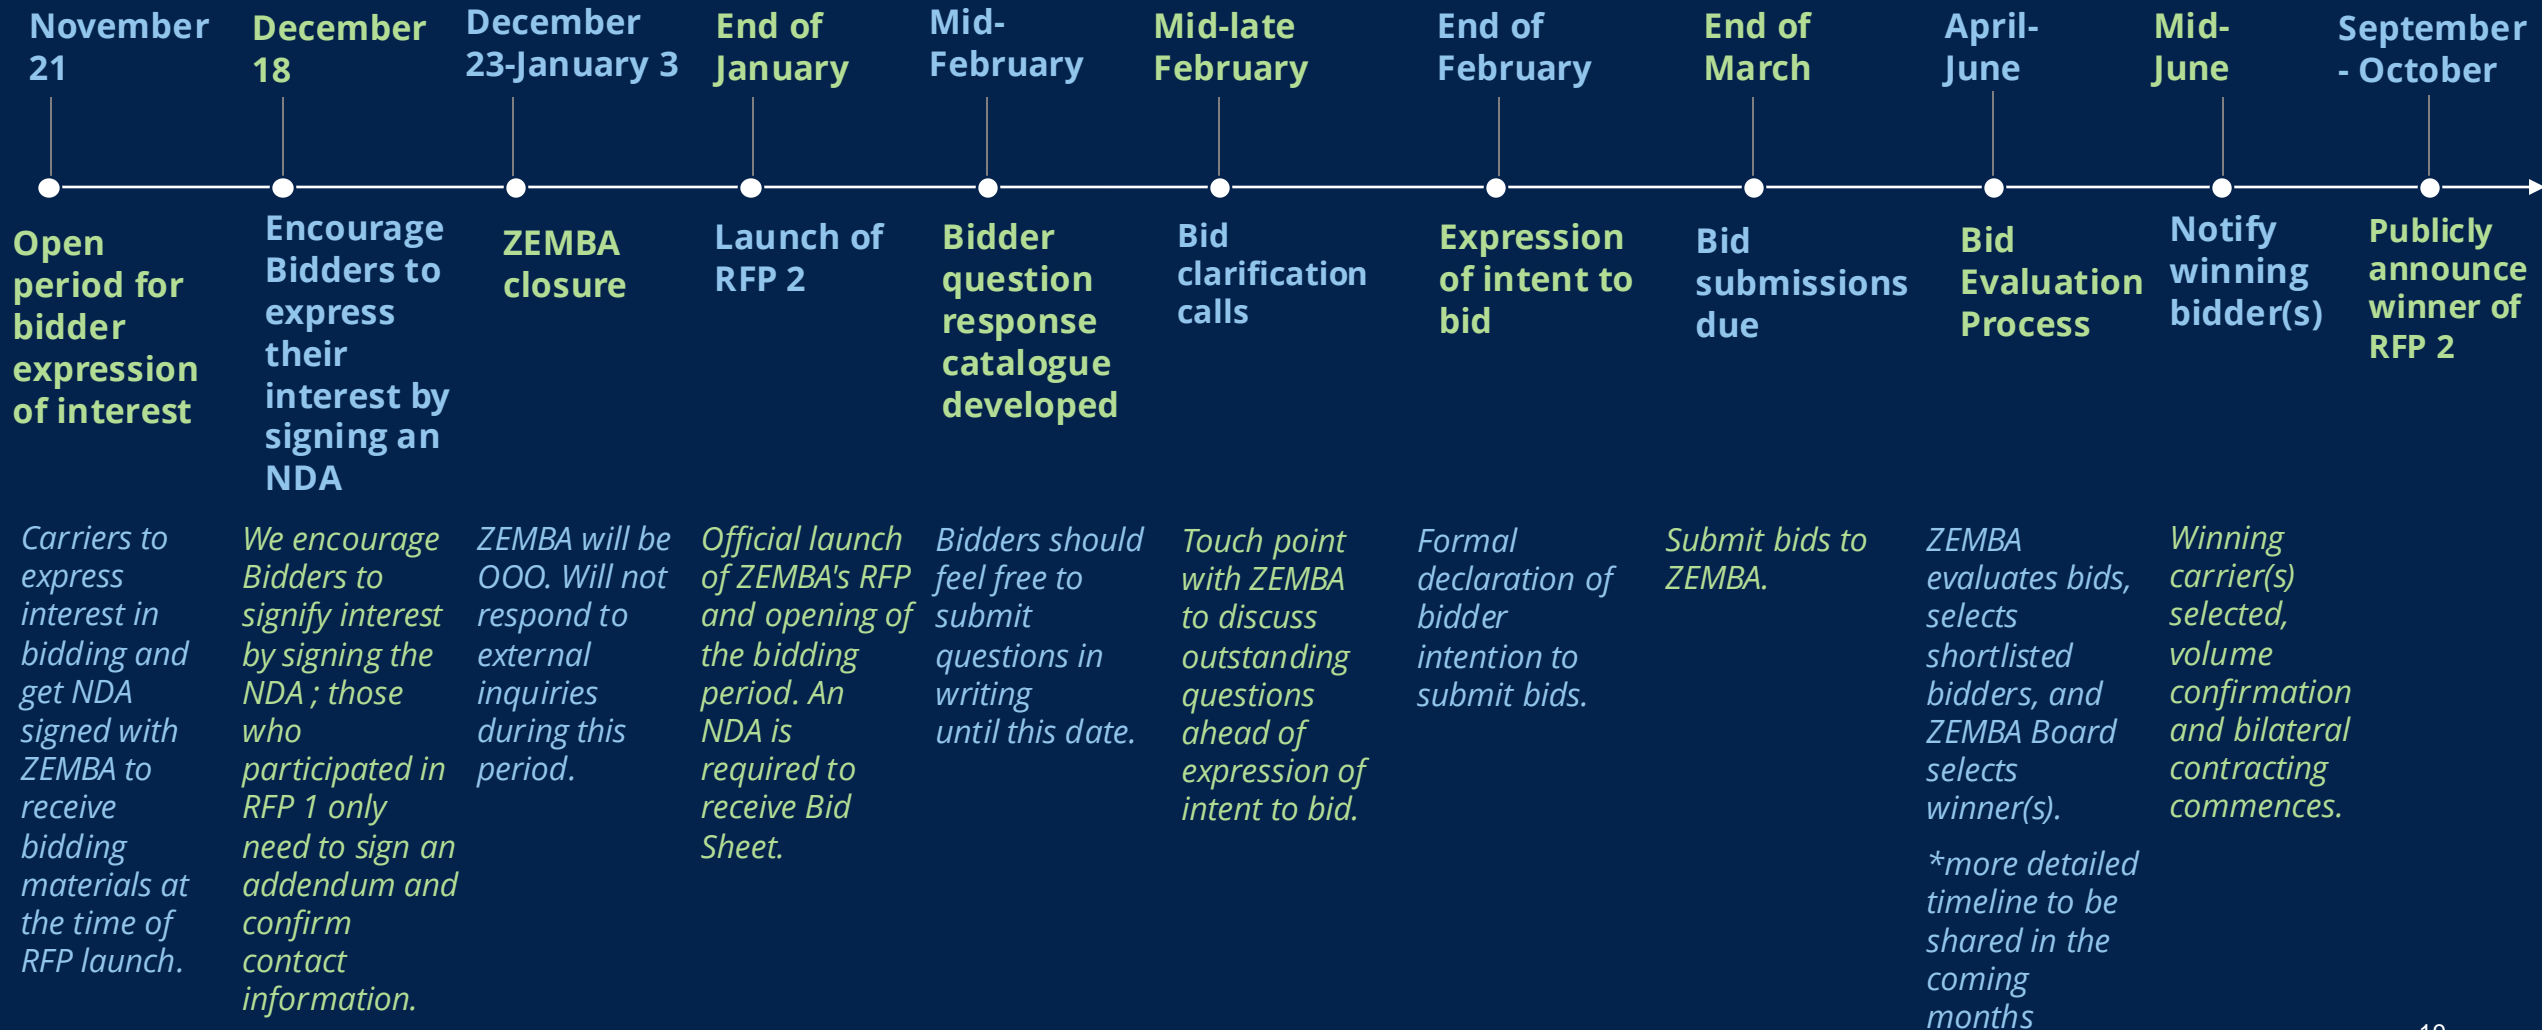 November
21
December
18
December
23-January 3
End of
January
Mid-
February
Mid-late
February
End of
February
End of
March
April-
June
Mid-
June
September
- October
Open
period for
bidder
expression
of interest
Encourage
Bidders to
express
their
interest by
signing an
NDA
ZEMBA
closure
Launch of
RFP 2
Bidder
question
response
catalogue
developed
Bid
clarification
calls
Expression
of intent to
bid
Bid
submissions
due
Bid
Evaluation
Process
Notify
winning
bidder(s)
Publicly
announce
winner of
RFP 2
Carriers to
express
interest in
bidding and
get NDA
signed with
ZEMBA to
receive
bidding
materials at
the time of
RFP launch.
We encourage
Bidders to
signify interest
by signing the
NDA ; those
who
participated in
RFP 1 only
need to sign an
addendum and
confirm
contact
information.
ZEMBA will be
OOO. Will not
respond to
external
inquiries
during this
period.
Official launch
of ZEMBA's RFP
and opening of
the bidding
period. An
NDA is
required to
receive Bid
Sheet.
Bidders should
feel free to
submit
questions in
writing
until this date.
Touch point
with ZEMBA
to discuss
outstanding
questions
ahead of
expression of
intent to bid.
Formal
declaration of
bidder
intention to
submit bids.
Submit bids to
ZEMBA.
ZEMBA
evaluates bids,
selects
shortlisted
bidders, and
ZEMBA Board
selects
winner(s).
*more detailed
timeline to be
shared in the
coming
months
Winning
carrier(s)
selected,
volume
confirmation
and bilateral
contracting
commences.